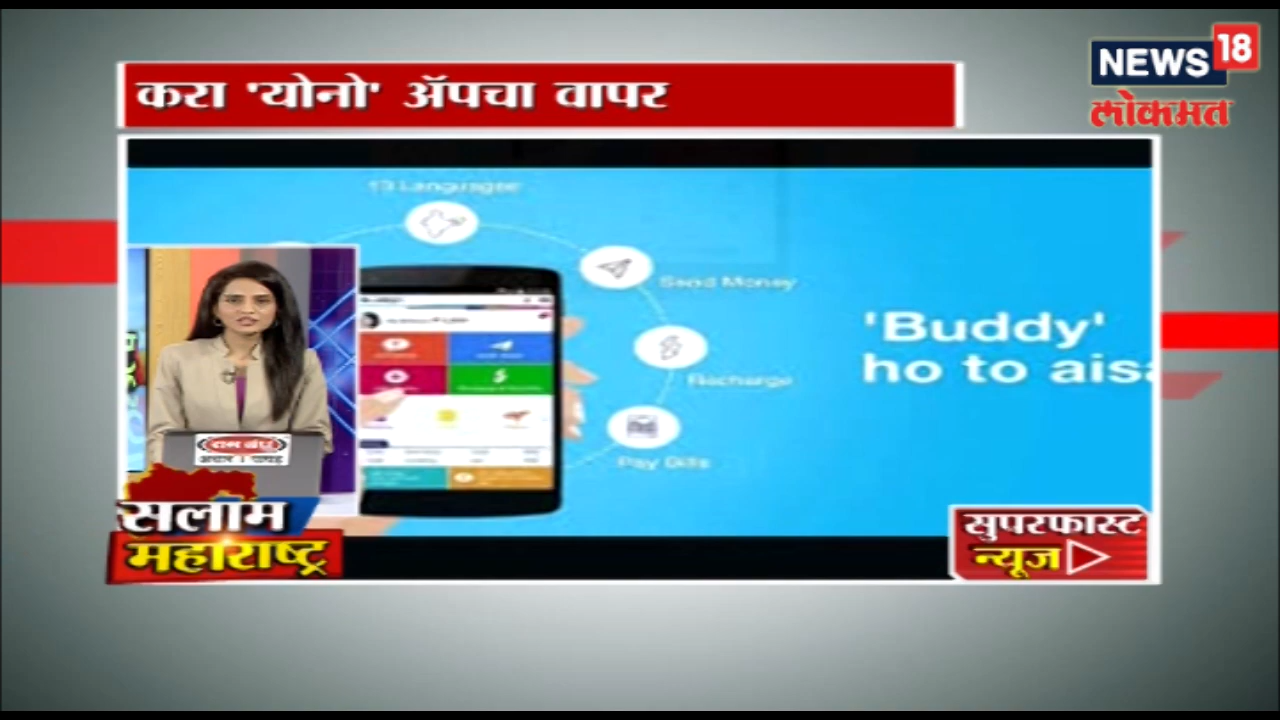 करा 'योनो' ॲपचा वापर
NEWS 18
लोकमत
13 Languages
Send Money
Recharge
Pay Bills
'Buddy'
ho to aisa
सलाम
महाराष्ट्र
सुपरफास्ट
न्यूज